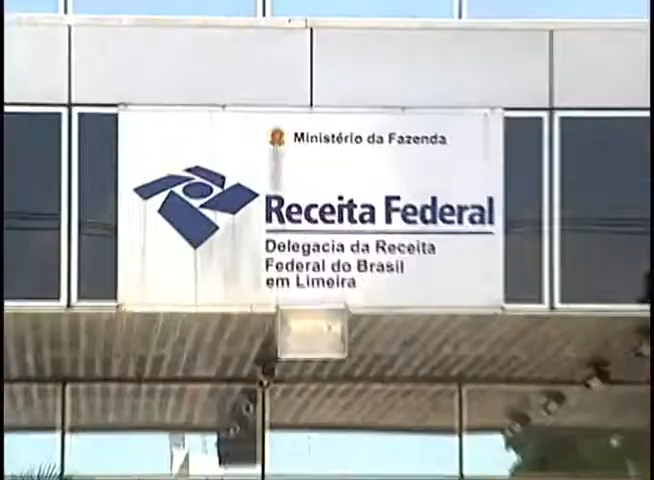 Ministério da Fazenda
Receita Federal
Delegacia da Receita
Federal do Brasil
em Limeira